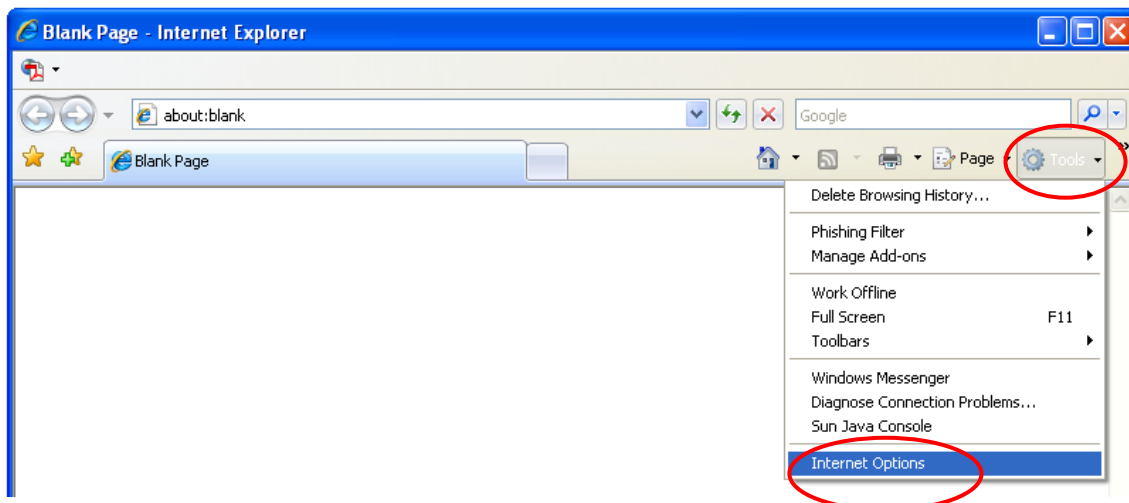 Blank Page - Internet Explorer
about:blank
Google
Blank Page
Page
Tools
»
Delete Browsing History...
Phishing Filter
Manage Add-ons
Work Offline
Full Screen F11
Toolbars
Windows Messenger
Diagnose Connection Problems...
Sun Java Console
Internet Options